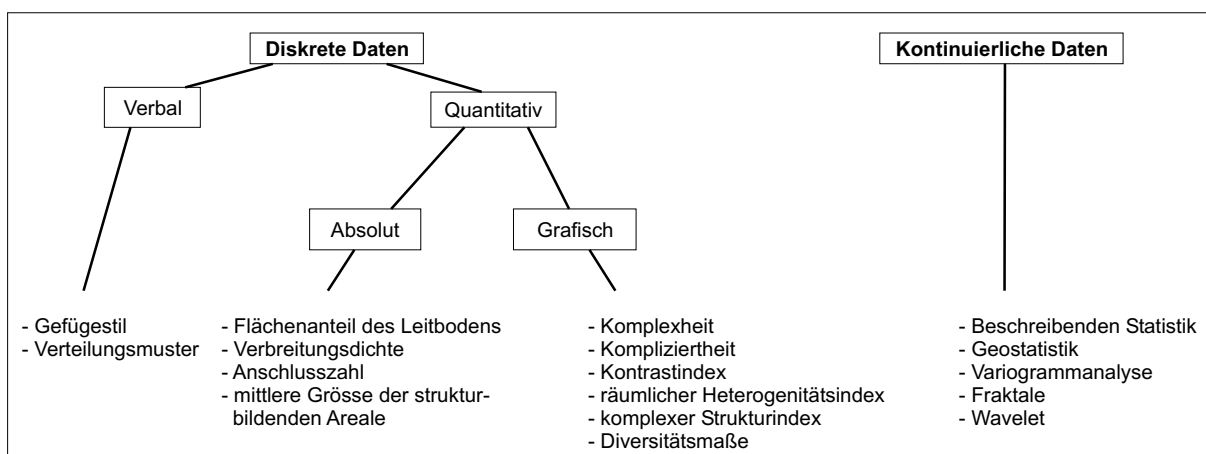 Diskrete Daten
Kontinuierliche Daten
Verbal
Quantitativ
Absolut
Grafisch
- Gefügestil
- Verteilungsmuster
- Flächenanteil des Leitbodens
- Verbreitungsdichte
- Anschlusszahl
- mittlere Grösse der struktur-
bildenden Areale
- Komplexheit
- Kompliziertheit
- Kontrastindex
- räumlicher Heterogenitätsindex
- komplexer Strukturindex
- Diversitätsmaße
- Beschreibenden Statistik
- Geostatistik
- Variogrammanalyse
- Fraktale
- Wavelet